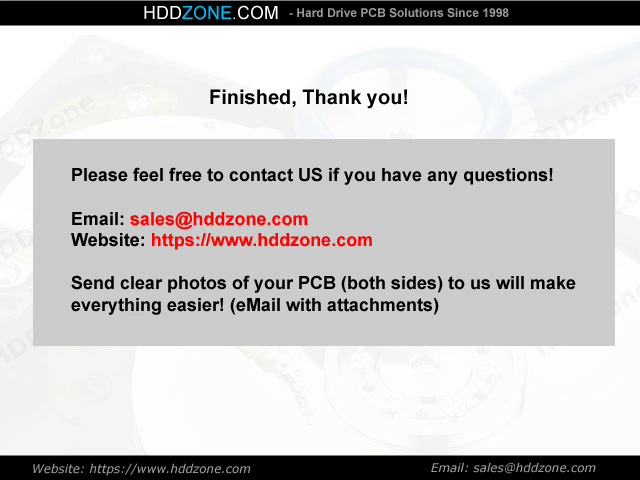 HDDZONE.COM - Hard Drive PCB Solutions Since 1998
Finished, Thank you!
Please feel free to contact US if you have any questions!
Email: sales@hddzone.com
Website: https://www.hddzone.com
Send clear photos of your PCB (both sides) to us will make
everything easier! (eMail with attachments)
Website: https://www.hddzone.com
Email: sales@hddzone.com